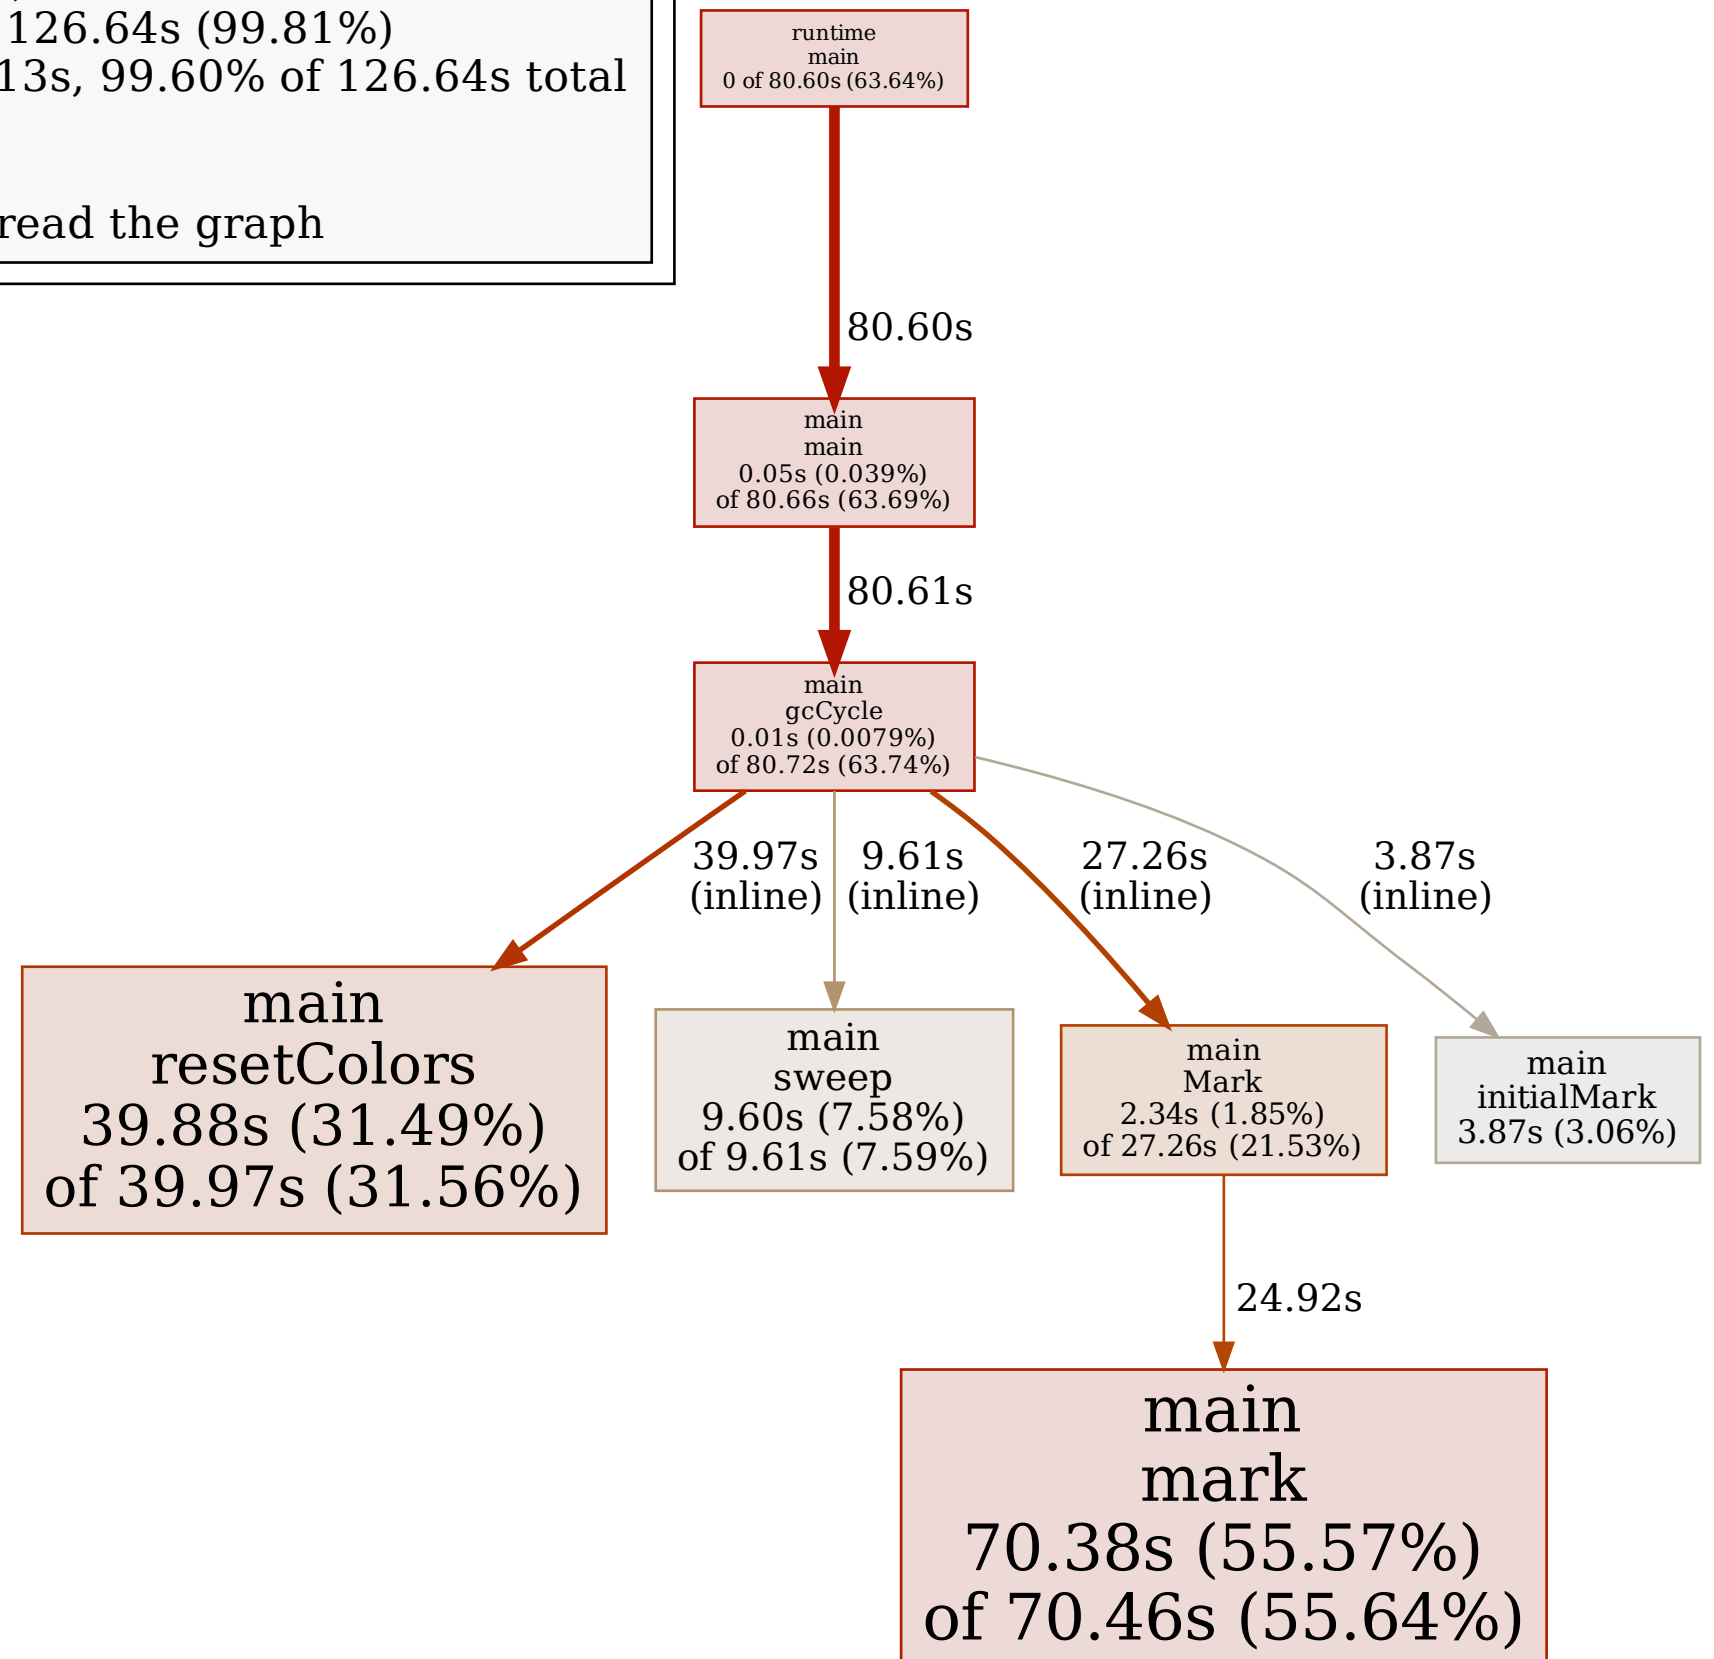 126.64s (99.81%)
13s, 99.60% of 126.64s total
read the graph
runtime
main
0 of 80.60s (63.64%)
80.60s
main
main
0.05s (0.039%)
of 80.66s (63.69%)
80.61s
main
gcCycle
0.01s (0.0079%)
of 80.72s (63.74%)
39.97s
(inline)
9.61s
(inline)
27.26s
(inline)
3.87s
(inline)
main
resetColors
39.88s (31.49%)
of 39.97s (31.56%)
main
sweep
9.60s (7.58%)
of 9.61s (7.59%)
main
Mark
2.34s (1.85%)
of 27.26s (21.53%)
main
initialMark
3.87s (3.06%)
24.92s
main
mark
70.38s (55.57%)
of 70.46s (55.64%)